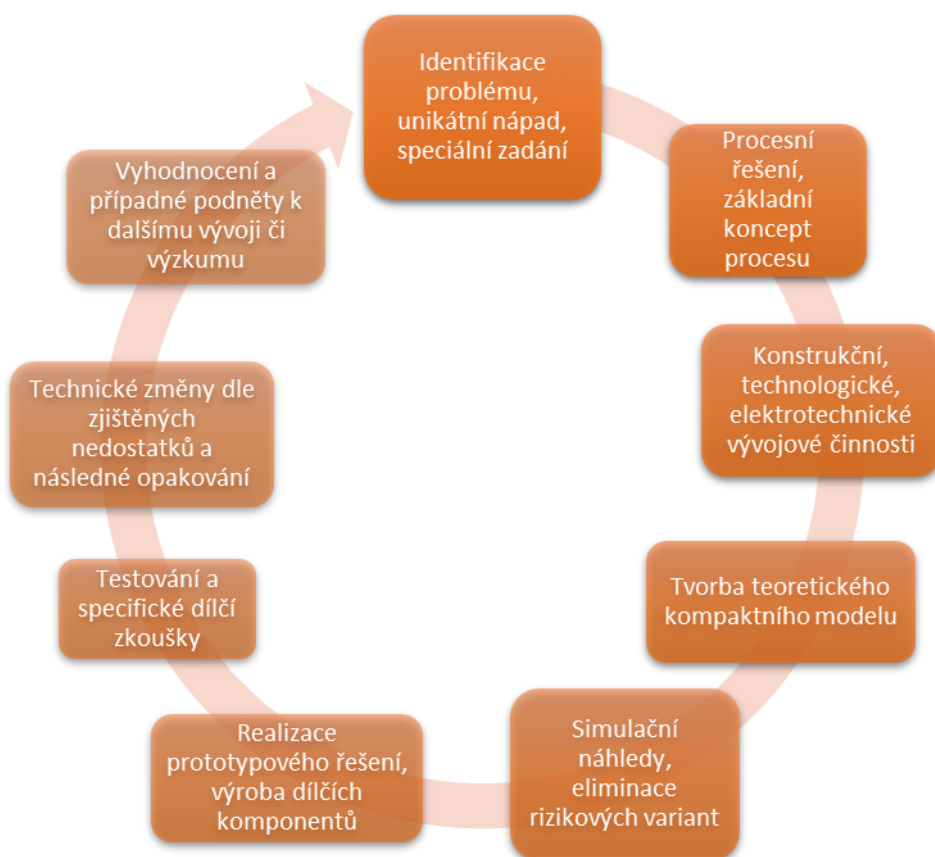 Identifikace
problému,
unikátní nápad,
speciální zadání
Procesní
řešení,
základní
koncept
procesu
Konstrukční,
technologické,
elektrotechnické
vývojové činnosti
Tvorba teoretického
kompaktního modelu
Simulační
náhledy,
eliminace
rizikových variant
Realizace
prototypového řešení,
výroba dílčích
komponentů
Testování a
specifické dílčí
zkoušky
Technické změny dle
zjištěných
nedostatků a
následné opakování
Vyhodnocení a
případné podněty k
dalšímu vývoji či
výzkumu